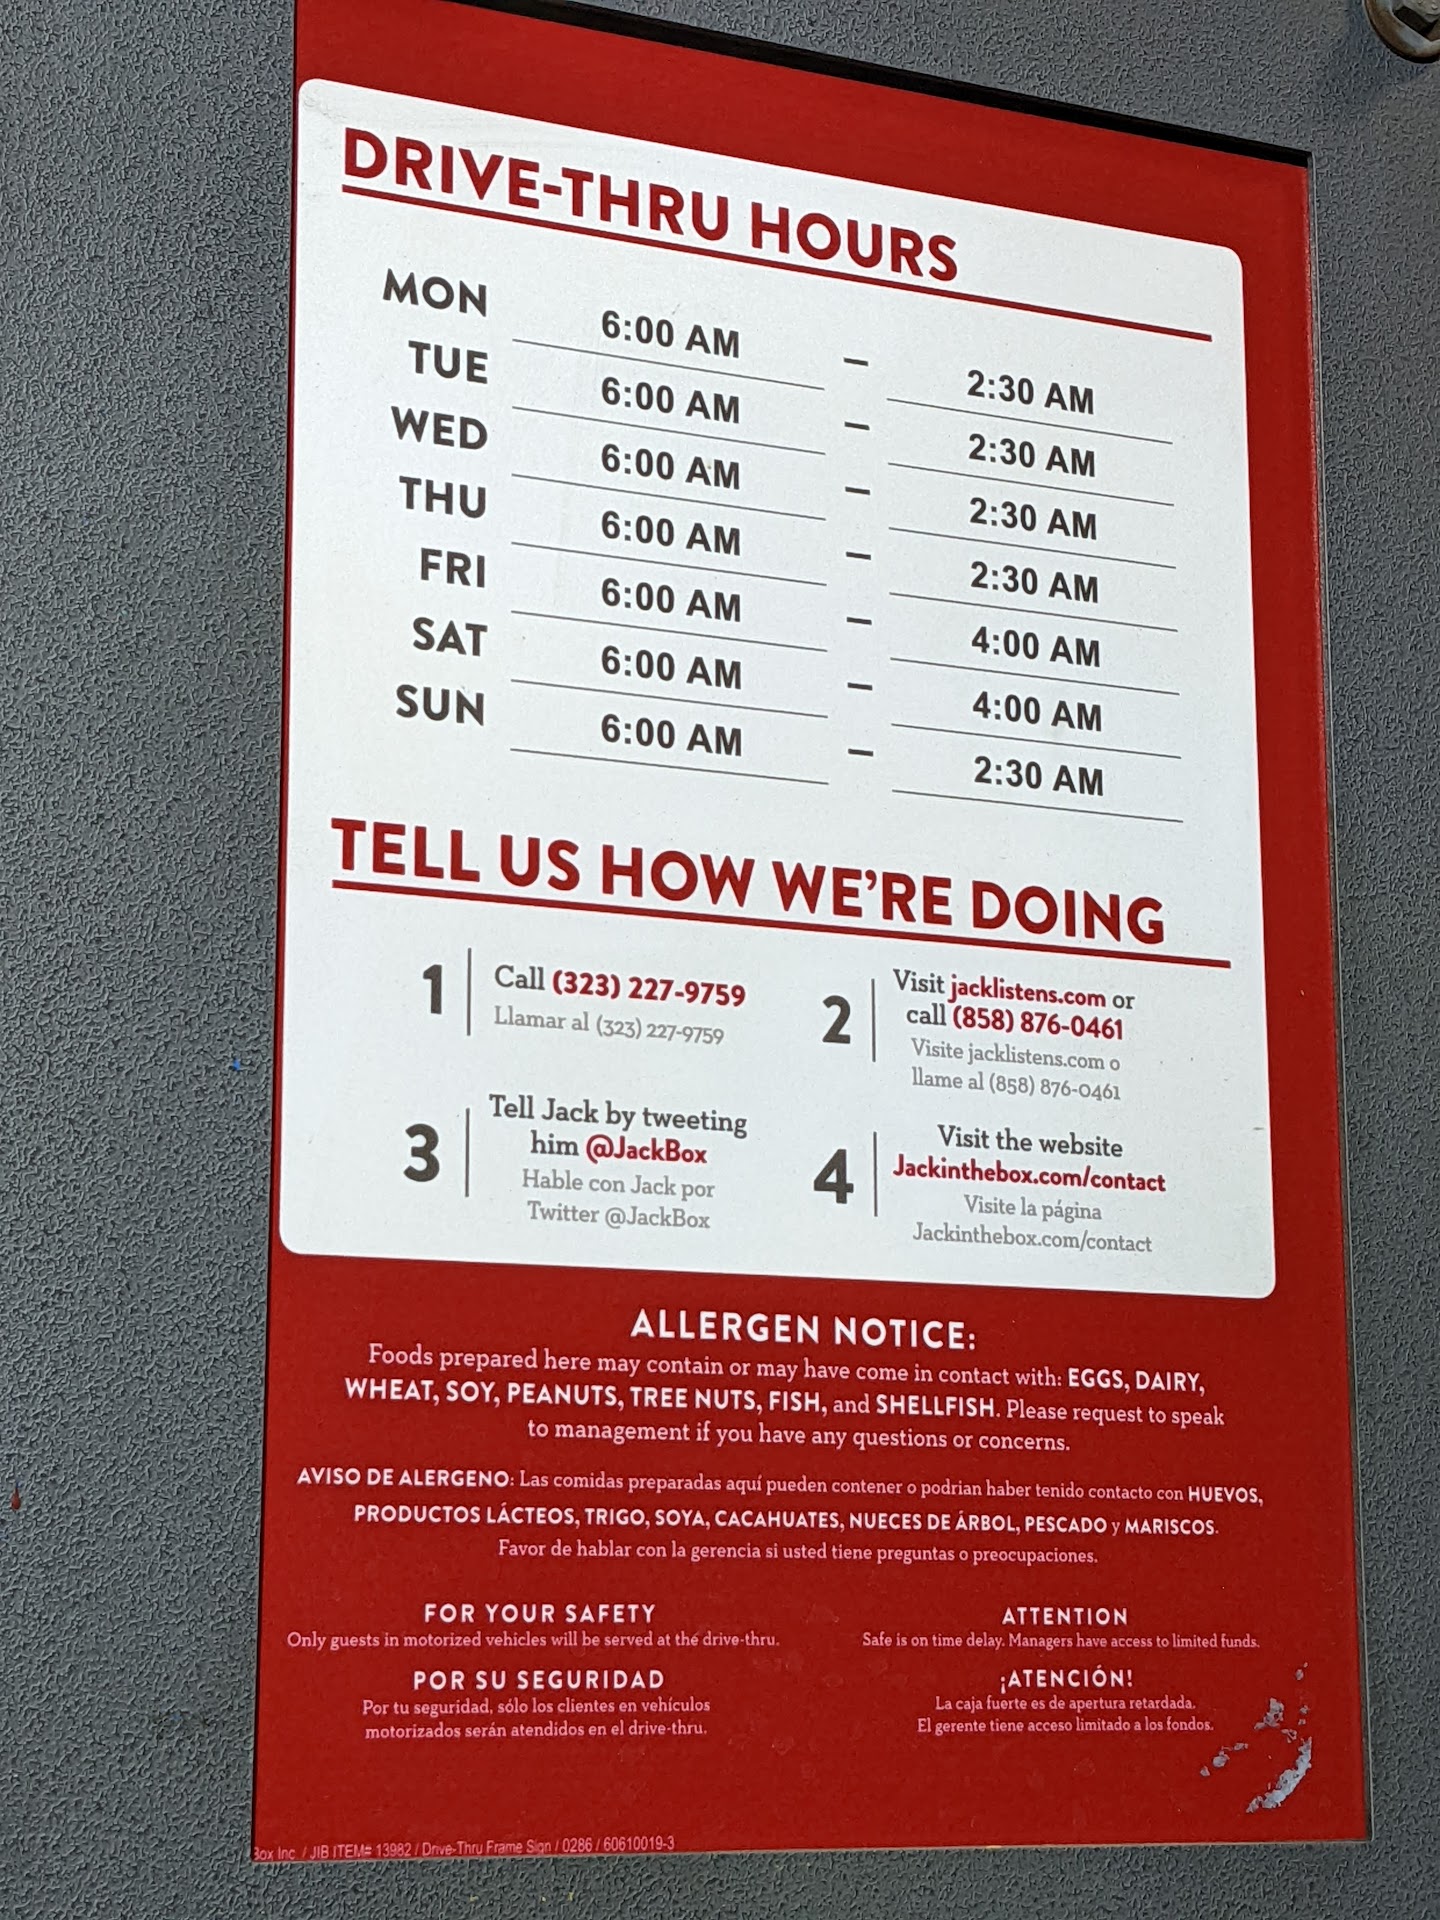 DRIVE-THRU HOURS
MON 6:00 AM – 2:30 AM
TUE 6:00 AM – 2:30 AM
WED 6:00 AM – 2:30 AM
THU 6:00 AM – 2:30 AM
FRI 6:00 AM – 4:00 AM
SAT 6:00 AM – 4:00 AM
SUN 6:00 AM – 2:30 AM
TELL US HOW WE'RE DOING
1
Call (323) 227-9759
Llamar al (323) 227-9759
2
Visit jacklistens.com or
call (858) 876-0461
Visite jacklistens.com o
llame al (858) 876-0461
3
Tell Jack by tweeting
him @JackBox
Hable con Jack por
Twitter @JackBox
4
Visit the website
Jackinthebox.com/contact
Visite la página
Jackinthebox.com/contact
ALLERGEN NOTICE:
Foods prepared here may contain or may have come in contact with: EGGS, DAIRY,
WHEAT, SOY, PEANUTS, TREE NUTS, FISH, and SHELLFISH. Please request to speak
to management if you have any questions or concerns.
AVISO DE ALERGENO: Las comidas preparadas aquí pueden contener o podrian haber tenido contacto con HUEVOS,
PRODUCTOS LÁCTEOS, TRIGO, SOYA, CACAHUATES, NUECES DE ÁRBOL, PESCADO y MARISCOS.
Favor de hablar con la gerencia si usted tiene preguntas o preocupaciones.
FOR YOUR SAFETY
Only guests in motorized vehicles will be served at the drive-thru.
POR SU SEGURIDAD
Por tu seguridad, sólo los clientes en vehículos
motorizados serán atendidos en el drive-thru.
ATTENTION
Safe is on time delay. Managers have access to limited funds.
¡ATENCIÓN!
La caja fuerte es de apertura retardada.
El gerente tiene acceso limitado a los fondos.
Box Inc. / JIB ITEM# 13982 / Drive-Thru Frame Sign / 0286 / 60610019-3